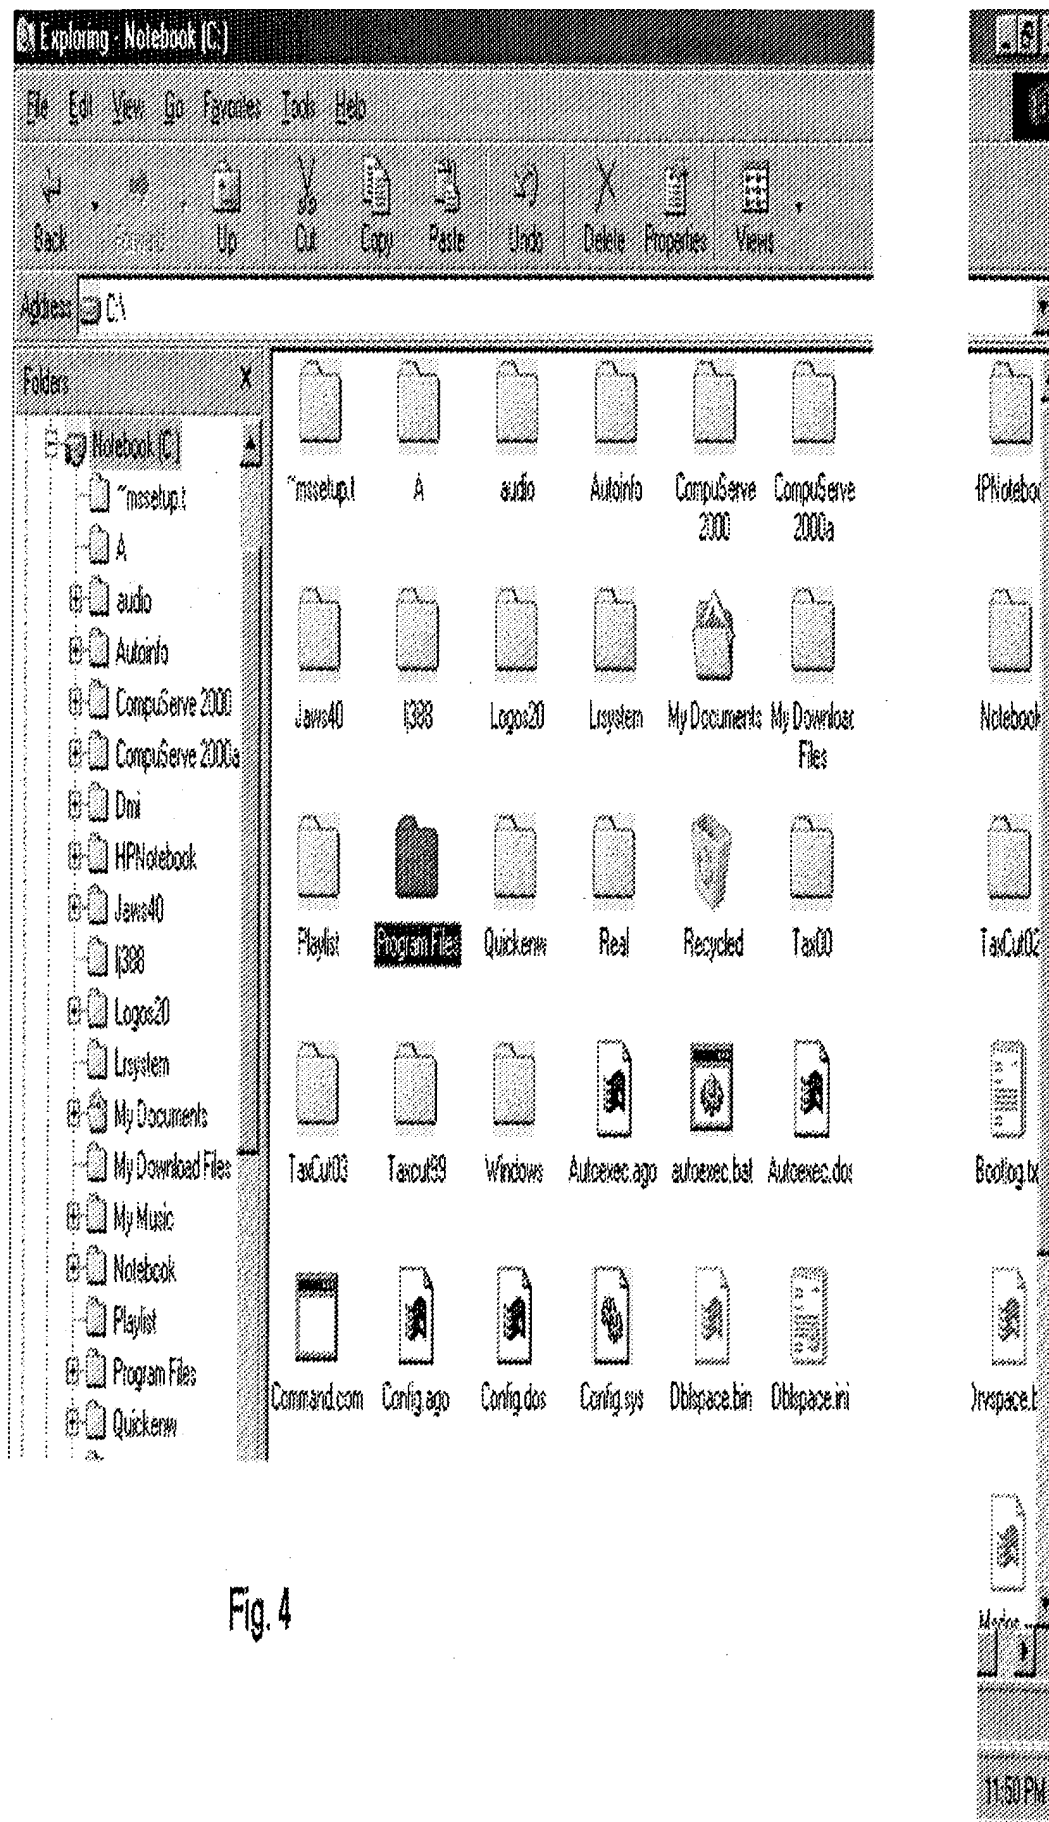 Exploring - Notebook (C:)
File Edit View Go Favorites Tools Help
Back Forward Up Cut Copy Paste Undo Delete Properties Views
Address C:\
Folders X
Notebook (C:)
~mssetup.t
A
audio
Autoinfo
CompuServe 2000
CompuServe 2000a
Dmi
HPNotebook
Jaws40
Logos20
Lrsystem
My Documents
My Download Files
My Music
Notebook
Playlist
Program Files
Quickenw
~mssetup.t A audio Autoinfo CompuServe 2000 CompuServe 2000a HPNotebook
Jaws40 Logos20 Lrsystem My Documents My Download Files Notebook
Playlist Program Files Quickenw Real Recycled Tax00 TaxCut02
TaxCut03 Taxcut99 Windows Autoexec.ago autoexec.bat Autoexec.dos Bootlog.tx
Command.com Config.ago Config.dos Config.sys Dblspace.bin Dblspace.ini Drvspace.b
Fig. 4
11:50 PM